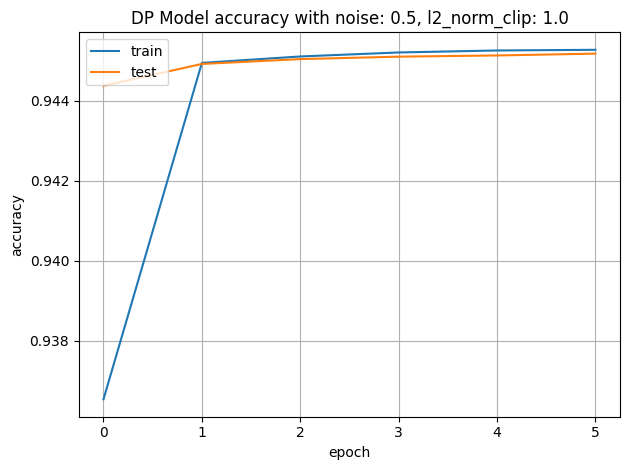 DP Model accuracy with noise: 0.5, l2_norm_clip: 1.0
train
test
0.944
0.942
0.940
0.938
accuracy
0 1 2 3 4 5
epoch